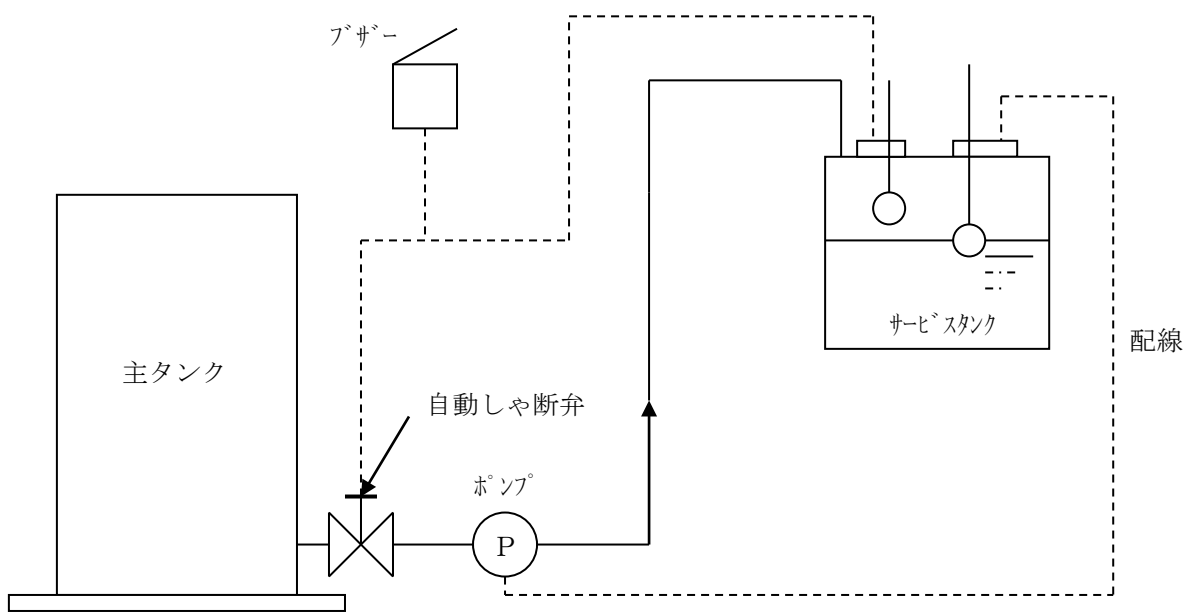 ﾌﾞｻﾞｰ
ｻｰﾋﾞｽﾀﾝｸ
配線
主タンク
自動しゃ断弁
ﾎﾟﾝﾌﾟ
P